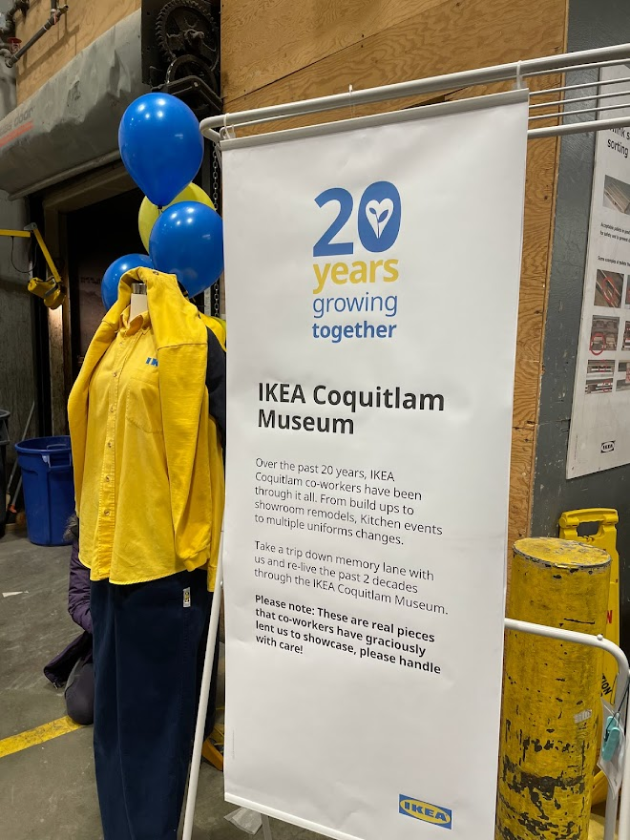 20
years
growing
together
IKEA Coquitlam
Museum
Over the past 20 years, IKEA
Coquitlam co-workers have been
through it all. From build ups to
showroom remodels, Kitchen events
to multiple uniforms changes.
Take a trip down memory lane with
us and re-live the past 2 decades
through the IKEA Coquitlam Museum.
Please note: These are real pieces
that co-workers have graciously
lent us to showcase, please handle
with care!
IKEA
sorting
IKEA